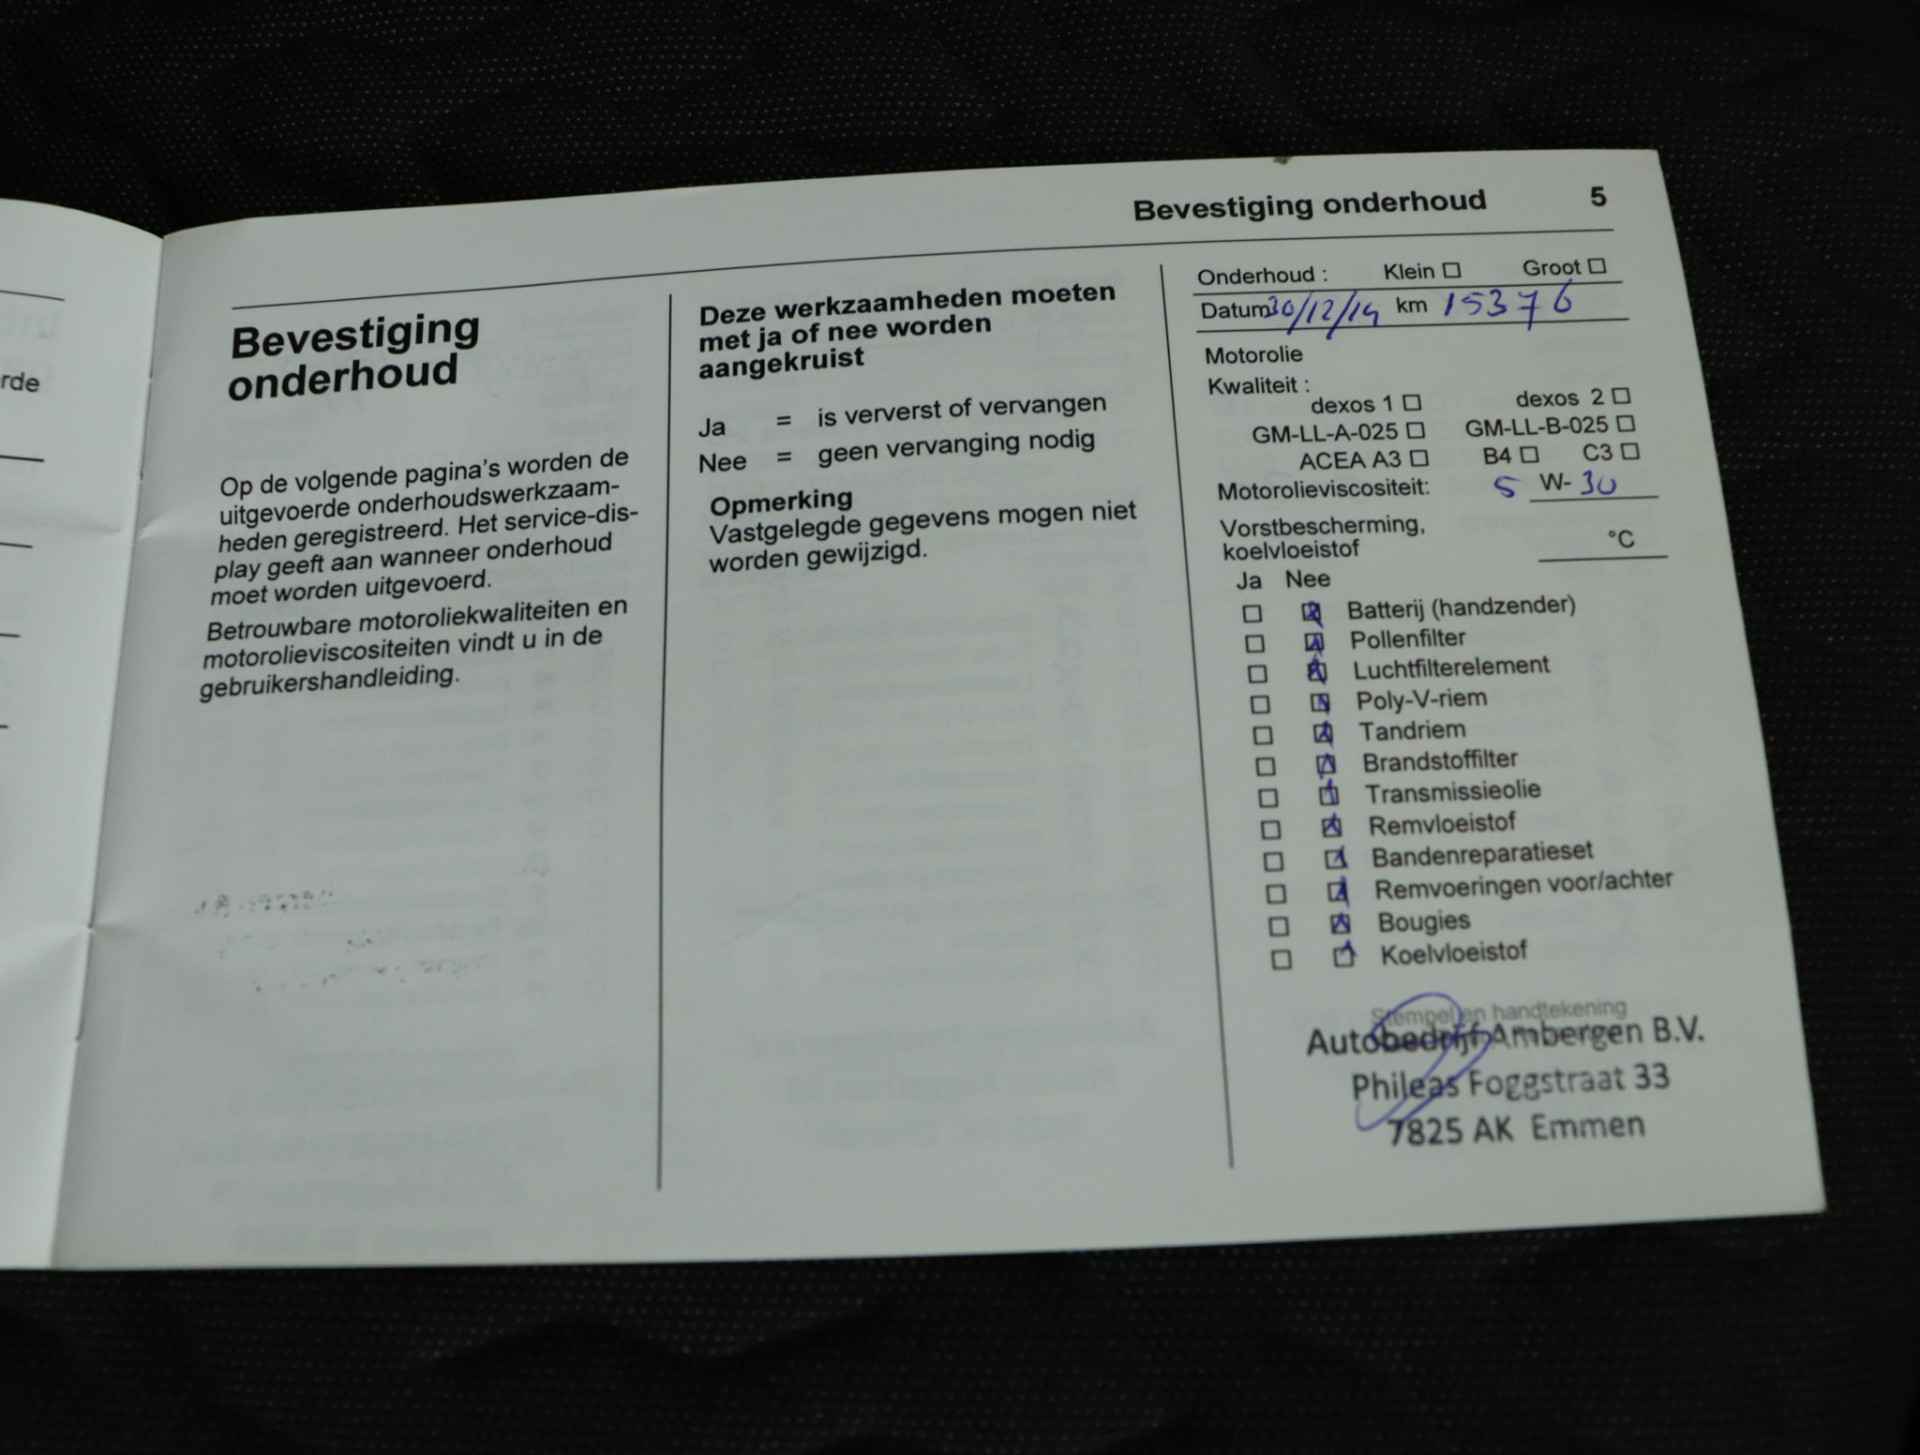 rde
Bevestiging onderhoud 5
Bevestiging
onderhoud
Op de volgende pagina's worden de
uitgevoerde onderhoudswerkzaam-
heden geregistreerd. Het service-dis-
play geeft aan wanneer onderhoud
moet worden uitgevoerd.
Betrouwbare motoroliekwaliteiten en
motorolieviscositeiten vindt u in de
gebruikershandleiding.
Deze werkzaamheden moeten
met ja of nee worden
aangekruist
Ja = is ververst of vervangen
Nee = geen vervanging nodig
Opmerking
Vastgelegde gegevens mogen niet
worden gewijzigd.
Onderhoud : Klein ☐ Groot ☐
Datum 30/12/14 km 15376
Motorolie
Kwaliteit :
dexos 1 ☐ dexos 2 ☐
GM-LL-A-025 ☐ GM-LL-B-025 ☐
ACEA A3 ☐ B4 ☐ C3 ☐
Motorolieviscositeit: 5 W- 30
Vorstbescherming,
koelvloeistof °C
Ja Nee
☐ ☒ Batterij (handzender)
☐ ☒ Pollenfilter
☐ ☒ Luchtfilterelement
☐ ☒ Poly-V-riem
☐ ☒ Tandriem
☐ ☒ Brandstoffilter
☐ ☒ Transmissieolie
☐ ☒ Remvloeistof
☐ ☒ Bandenreparatieset
☐ ☒ Remvoeringen voor/achter
☐ ☒ Bougies
☐ ☒ Koelvloeistof
Stempel en handtekening
Autobedrijf Ambergen B.V.
Phileas Foggstraat 33
7825 AK Emmen